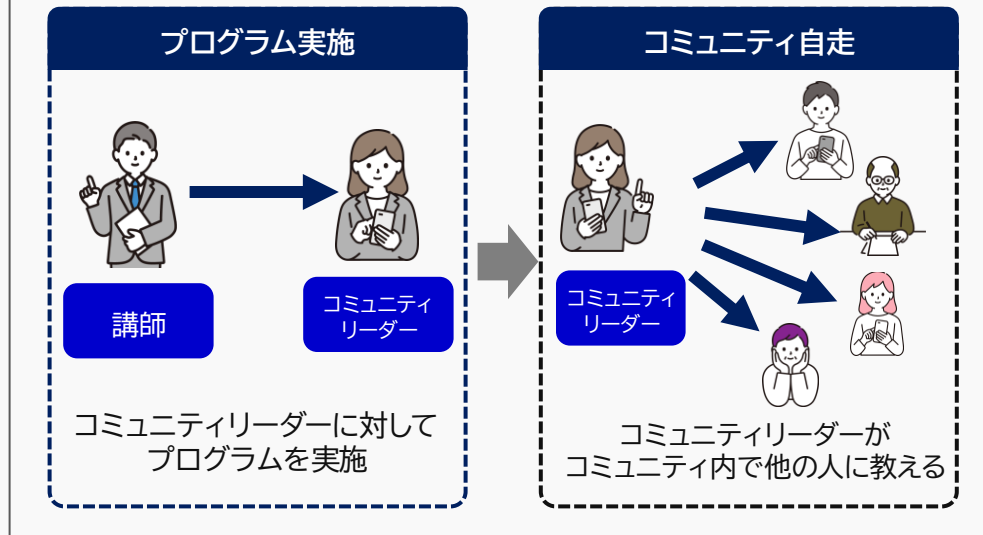 プログラム実施
講師
コミュニティ
リーダー
コミュニティリーダーに対して
プログラムを実施
コミュニティ自走
コミュニティ
リーダー
コミュニティリーダーが
コミュニティ内で他の人に教える